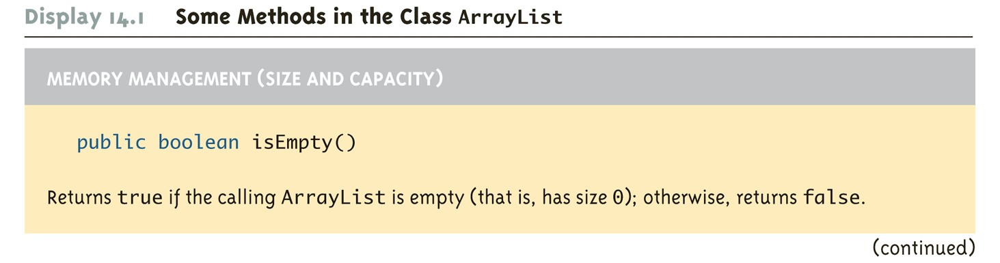 Display 14.1 Some Methods in the Class ArrayList
MEMORY MANAGEMENT (SIZE AND CAPACITY)
public boolean isEmpty()
Returns true if the calling ArrayList is empty (that is, has size 0); otherwise, returns false.
(continued)